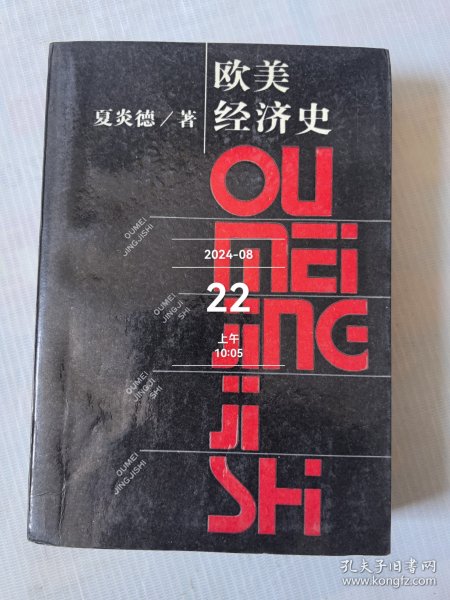 欧美
经济史
夏炎德/著
OU
MEI
JING
JI
SHI
OUMEI
JINGJISHI
2024-08
22
上午
10:05
OUMEI
JINGJI
SHI
OUMEI
JINGJI
SHI
OUMEI
JINGJISHI
孔夫子旧书网
www.kongfz.com